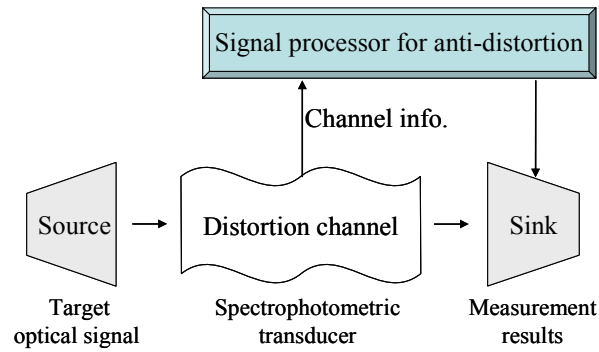 Signal processor for anti-distortion
Channel info.
Source
Distortion channel
Sink
Target
optical signal
Spectrophotometric
transducer
Measurement
results